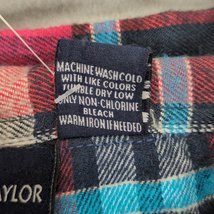 MACHINE WASH COLD
WITH LIKE COLORS
TUMBLE DRY LOW
ONLY NON-CHLORINE
BLEACH
WARM IRON IF NEEDED
AYLOR